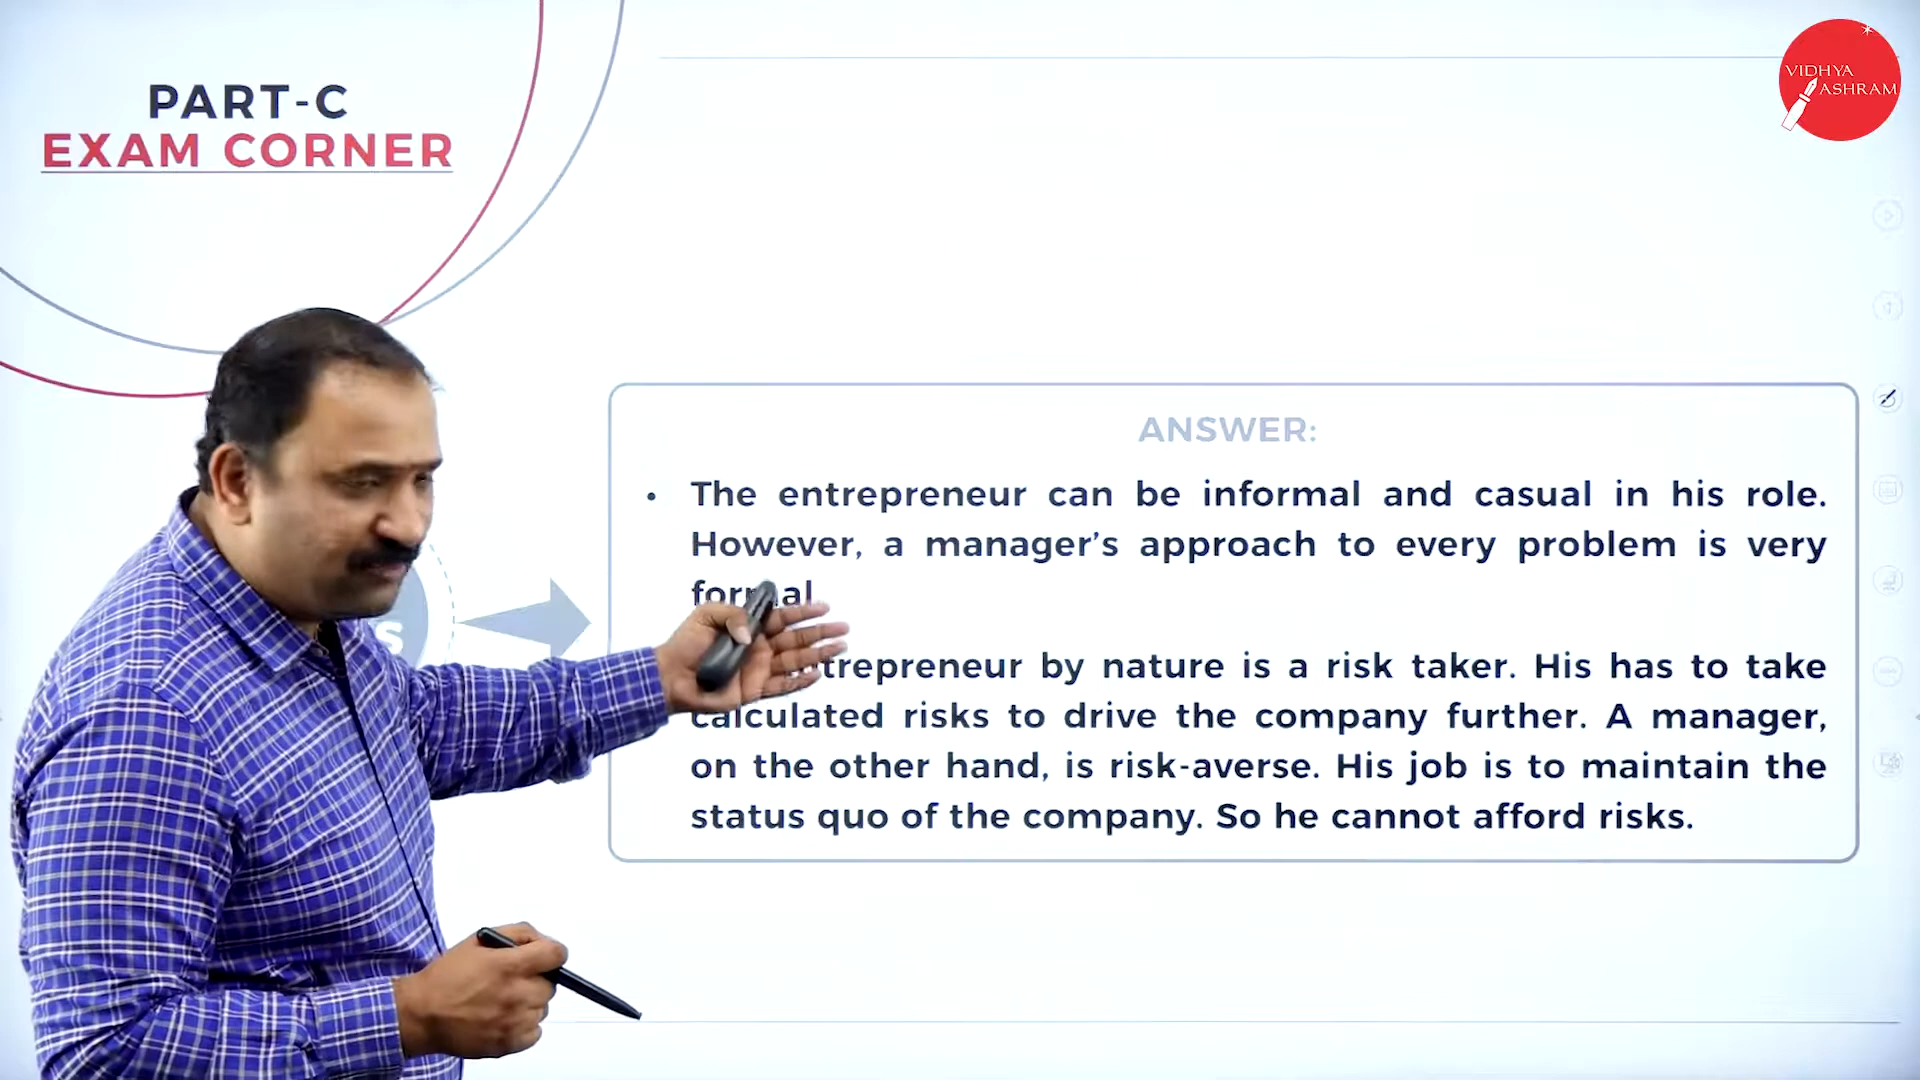 PART-C
EXAM CORNER
VIDHYA
ASHRAM
ANSWER:
• The entrepreneur can be informal and casual in his role.
However, a manager's approach to every problem is very
formal
by nature is a risk taker. His has to take
calculated risks to drive the company further. A manager,
on the other hand, is risk-averse. His job is to maintain the
status quo of the company. So he cannot afford risks.